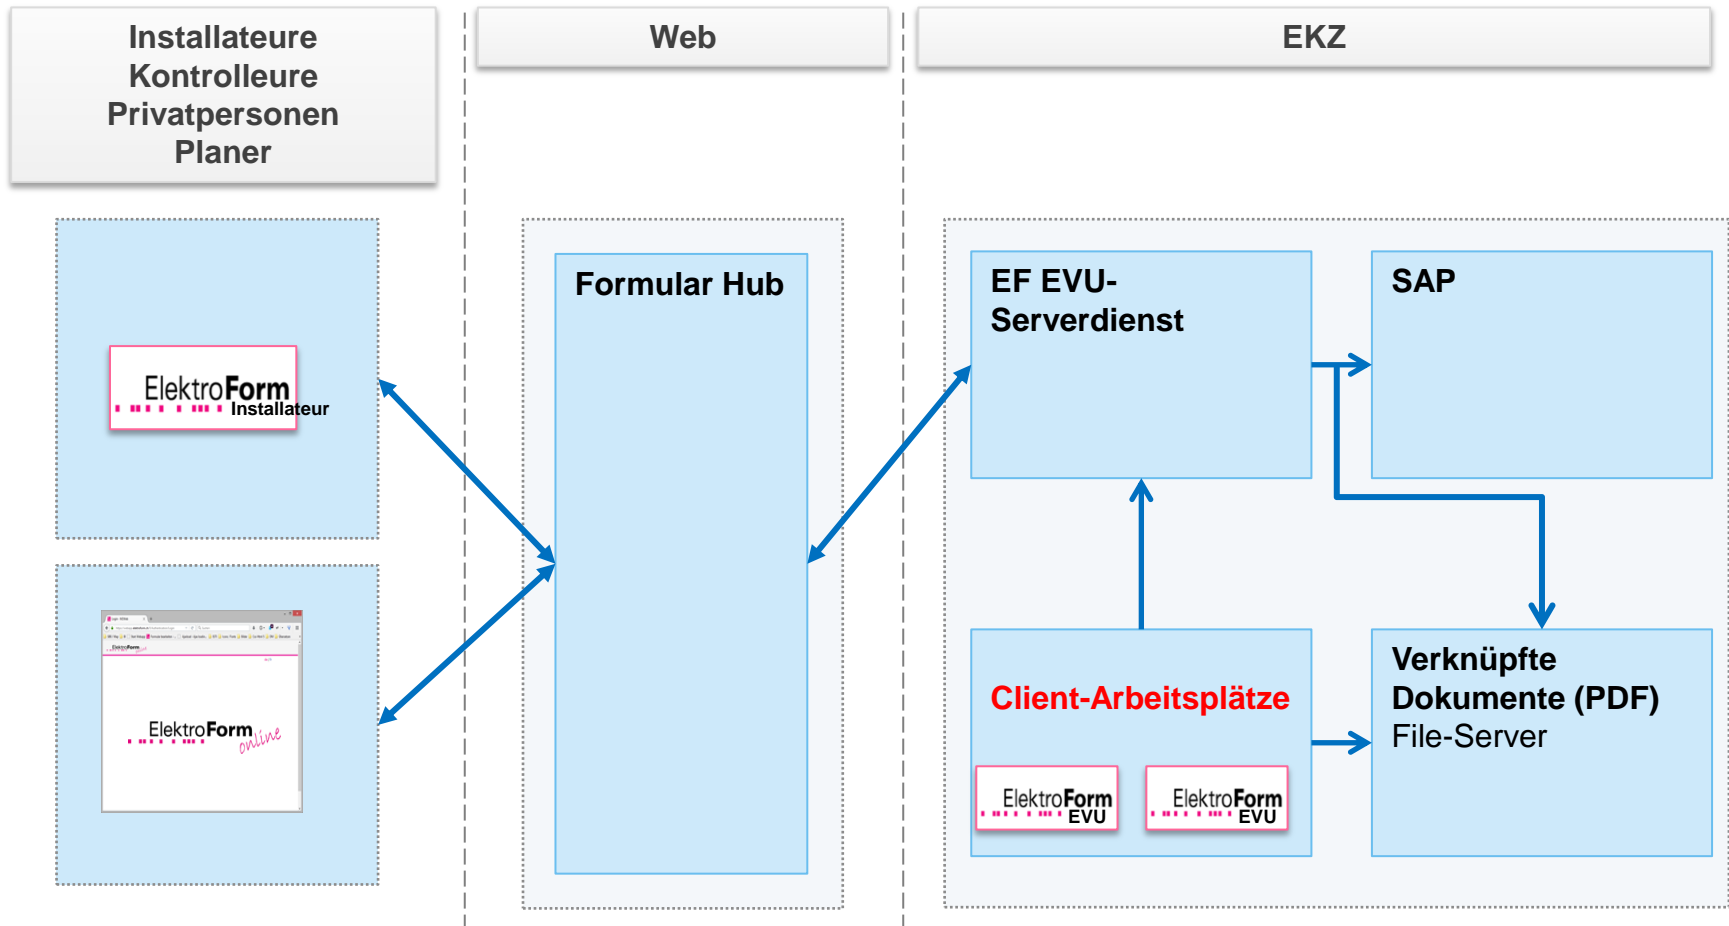 Installateure
Kontrolleure
Privatpersonen
Planer
Web
EKZ
ElektroForm
Installateur
ElektroForm
ElektroForm
online
Formular Hub
EF EVU-
Serverdienst
SAP
Client-Arbeitsplätze
ElektroForm
EVU
ElektroForm
EVU
Verknüpfte
Dokumente (PDF)
File-Server